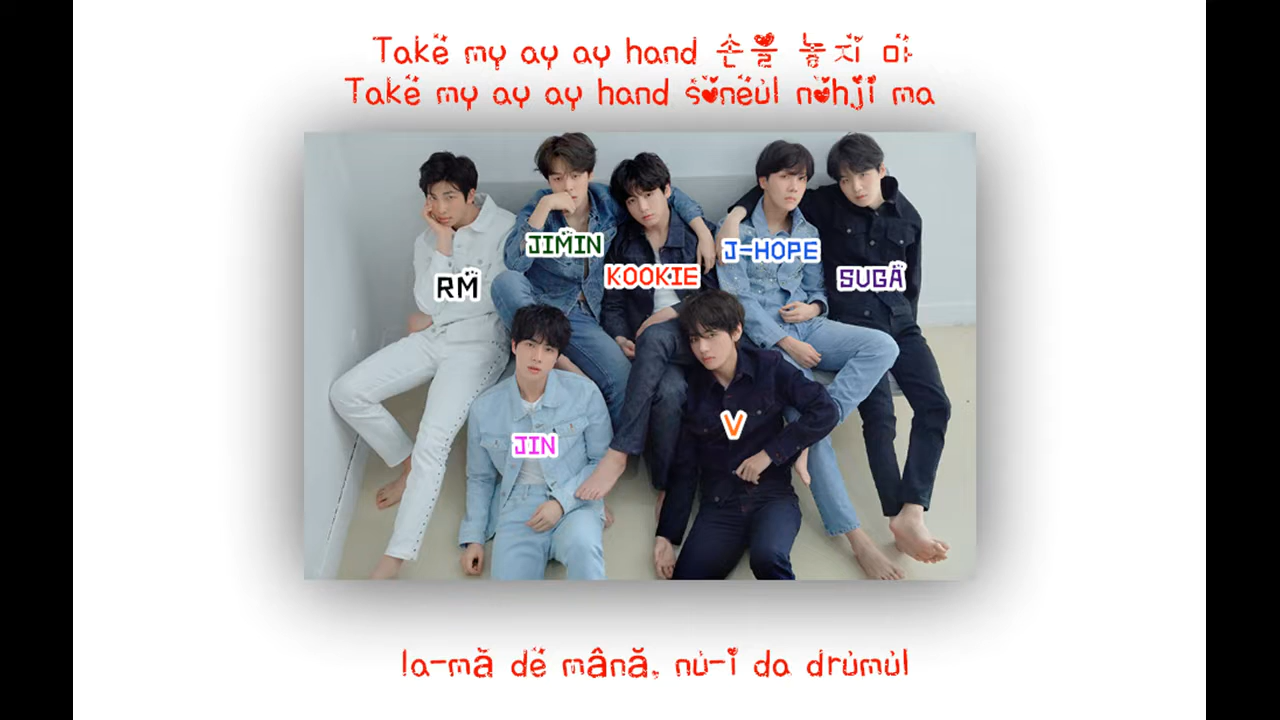 Take my ay ay hand 손을 놓지 마
Take my ay ay hand soneul nohji ma
JIMIN
J-HOPE
KOOKIE
SUGA
RM
V
JIN
Ia-mă de mână, nu-i da drumul